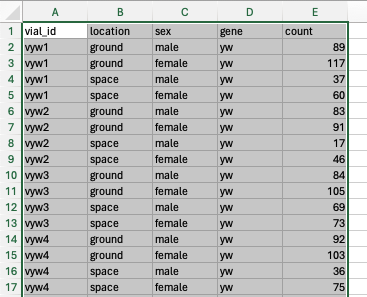 A B C D E
1 vial_id location sex gene count
2 vyw1 ground male yw 89
3 vyw1 ground female yw 117
4 vyw1 space male yw 37
5 vyw1 space female yw 60
6 vyw2 ground male yw 83
7 vyw2 ground female yw 91
8 vyw2 space male yw 17
9 vyw2 space female yw 46
10 vyw3 ground male yw 84
11 vyw3 ground female yw 105
12 vyw3 space male yw 69
13 vyw3 space female yw 73
14 vyw4 ground male yw 92
15 vyw4 ground female yw 103
16 vyw4 space male yw 36
17 vyw4 space female yw 75